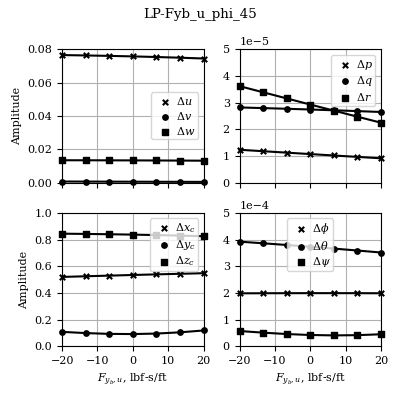 LP-Fyb_u_phi_45
0.08
0.06
0.04
0.02
0.00
Amplitude
Δu
Δv
Δw
1e−5
5
4
3
2
1
0
Δp
Δq
Δr
1.0
0.8
0.6
0.4
0.2
0.0
Amplitude
Δx_c
Δy_c
Δz_c
−20 −10 0 10 20
F_{y_b,u}, lbf-s/ft
1e−4
5
4
3
2
1
0
Δϕ
Δθ
Δψ
−20 −10 0 10 20
F_{y_b,u}, lbf-s/ft